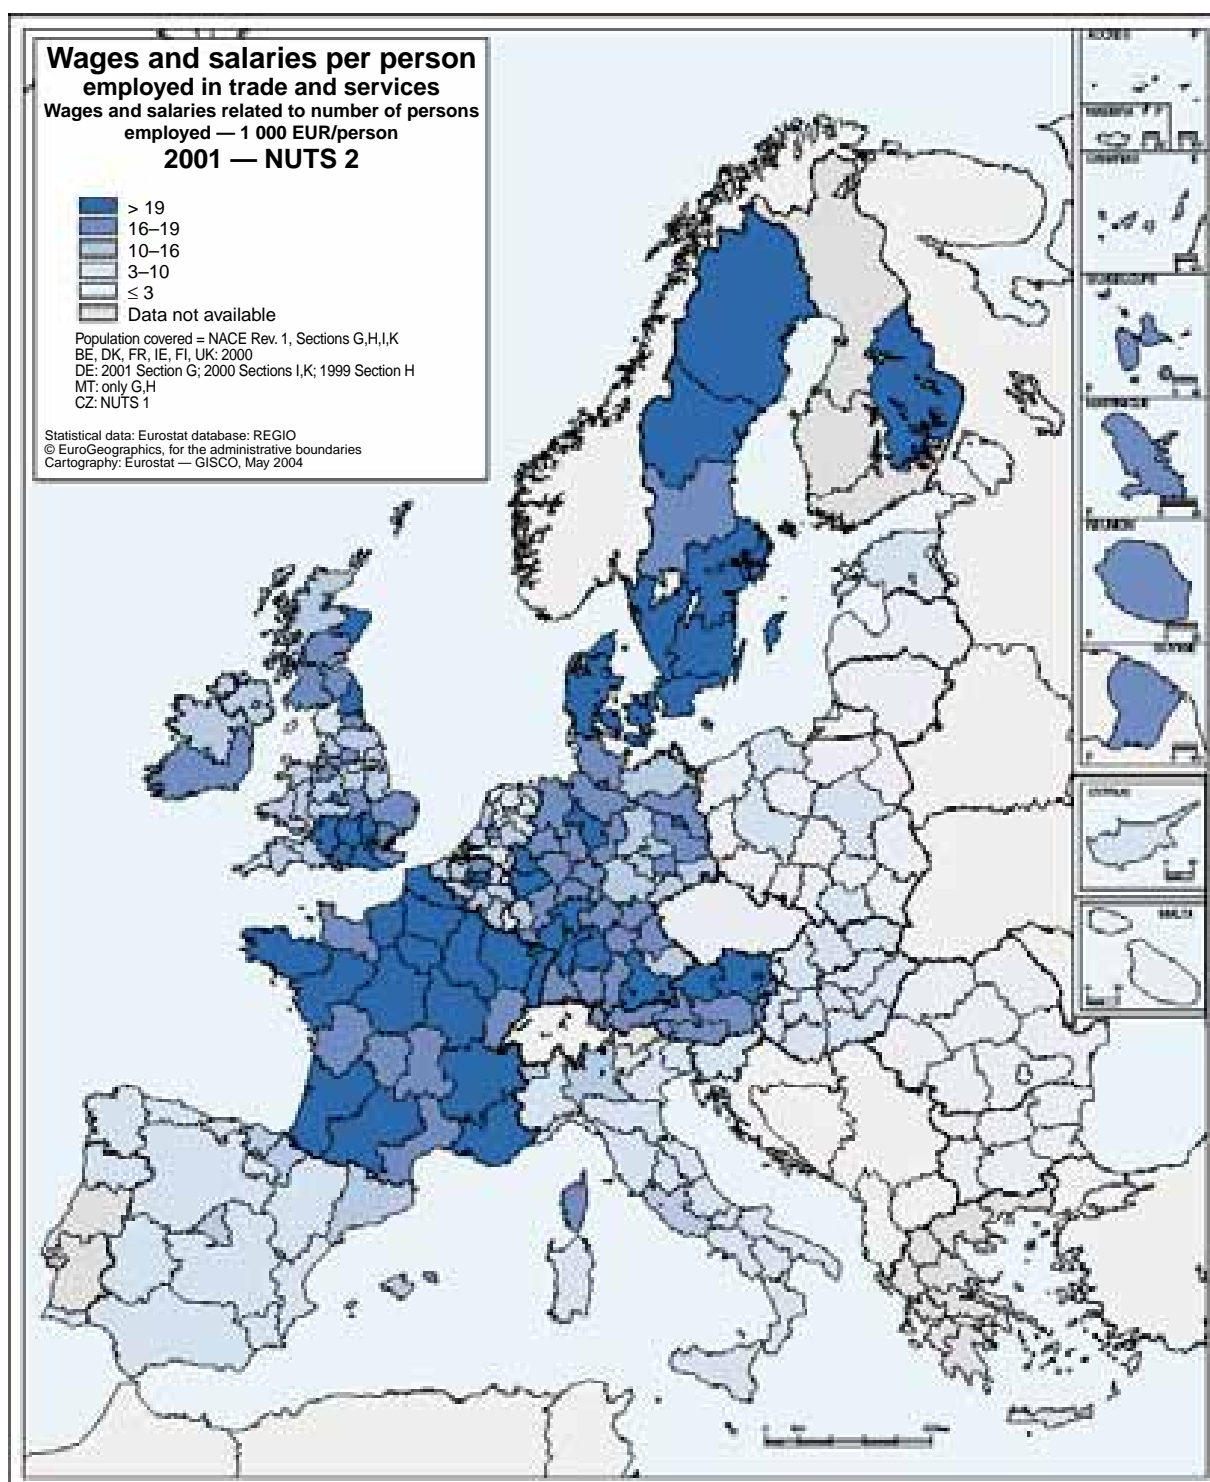 Wages and salaries per person
employed in trade and services
Wages and salaries related to number of persons
employed — 1 000 EUR/person
2001 — NUTS 2
> 19
16–19
10–16
3–10
≤ 3
Data not available
Population covered = NACE Rev. 1, Sections G,H,I,K
BE, DK, FR, IE, FI, UK: 2000
DE: 2001 Section G; 2000 Sections I,K; 1999 Section H
MT: only G,H
CZ: NUTS 1
Statistical data: Eurostat database: REGIO
© EuroGeographics, for the administrative boundaries
Cartography: Eurostat — GISCO, May 2004
GUADELOUPE
REUNION
CYPRUS
MALTA